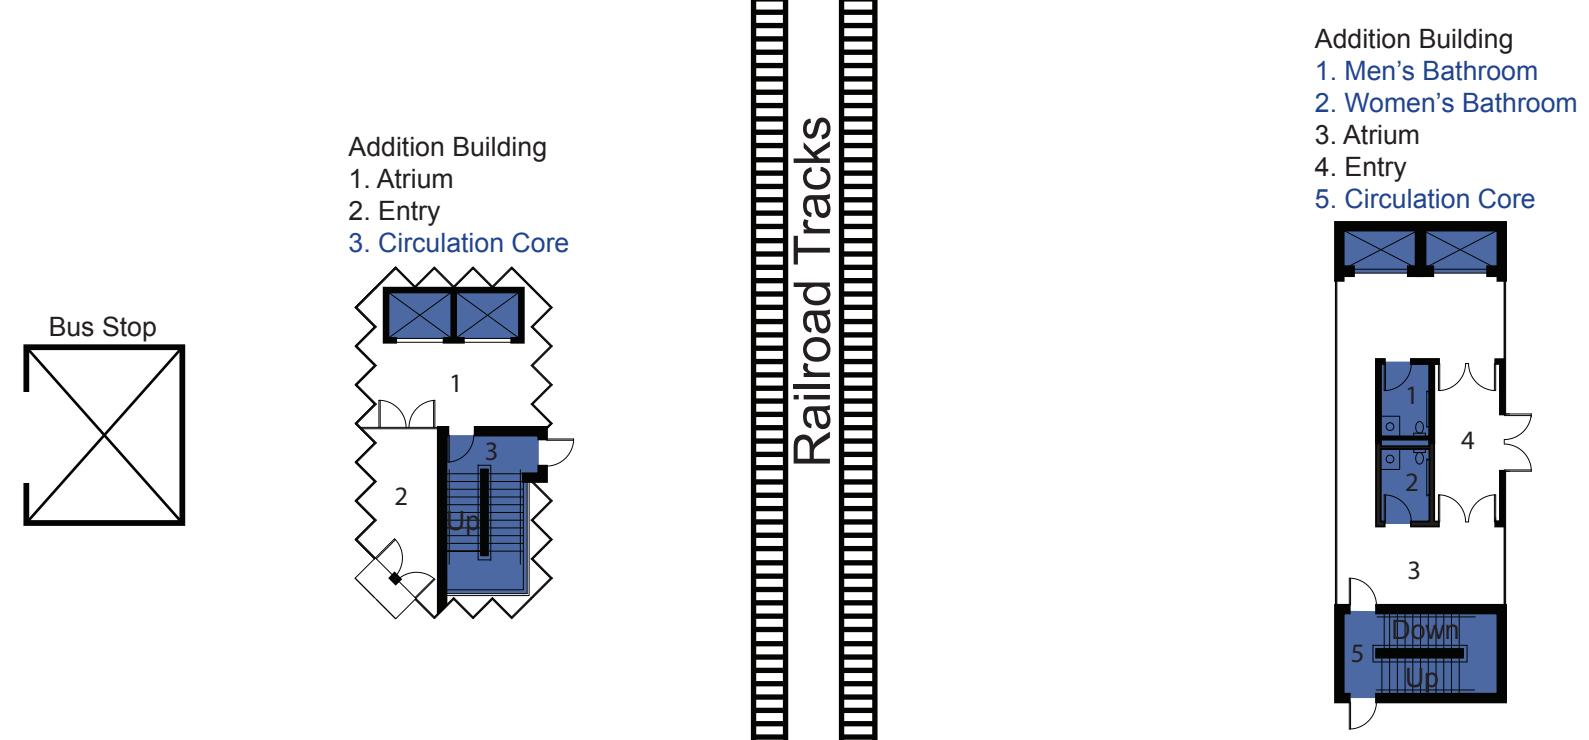 Bus Stop
Addition Building
1. Atrium
2. Entry
3. Circulation Core
1
3
2
Up
Railroad Tracks
Addition Building
1. Men's Bathroom
2. Women's Bathroom
3. Atrium
4. Entry
5. Circulation Core
1
4
2
3
Down
5
Up